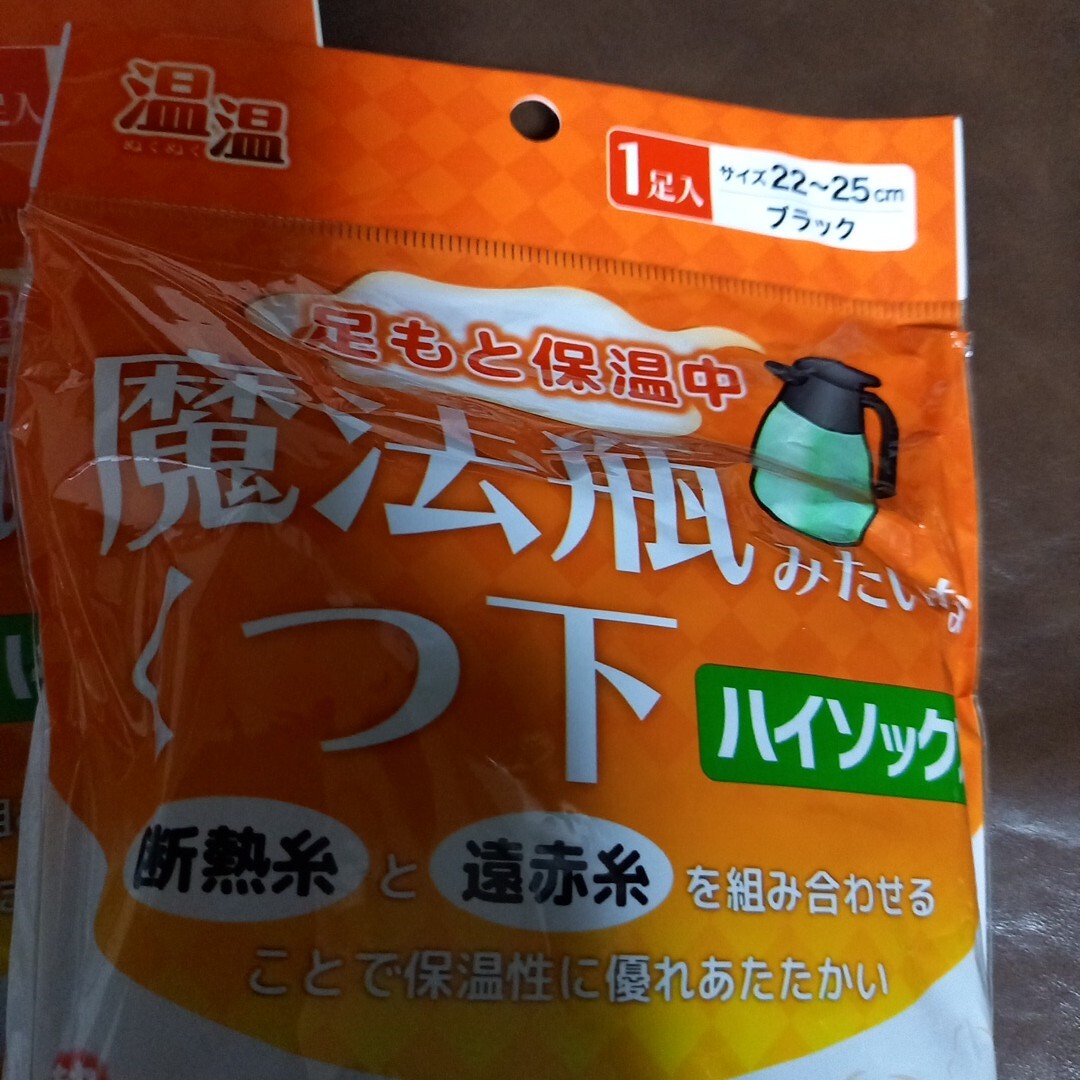 温温
ぬくぬく
1足入
サイズ22～25cm
ブラック
足もと保温中
魔法瓶みたいな
くつ下
ハイソック
断熱糸と遠赤糸を組み合わせる
ことで保温性に優れあたたかい
足入